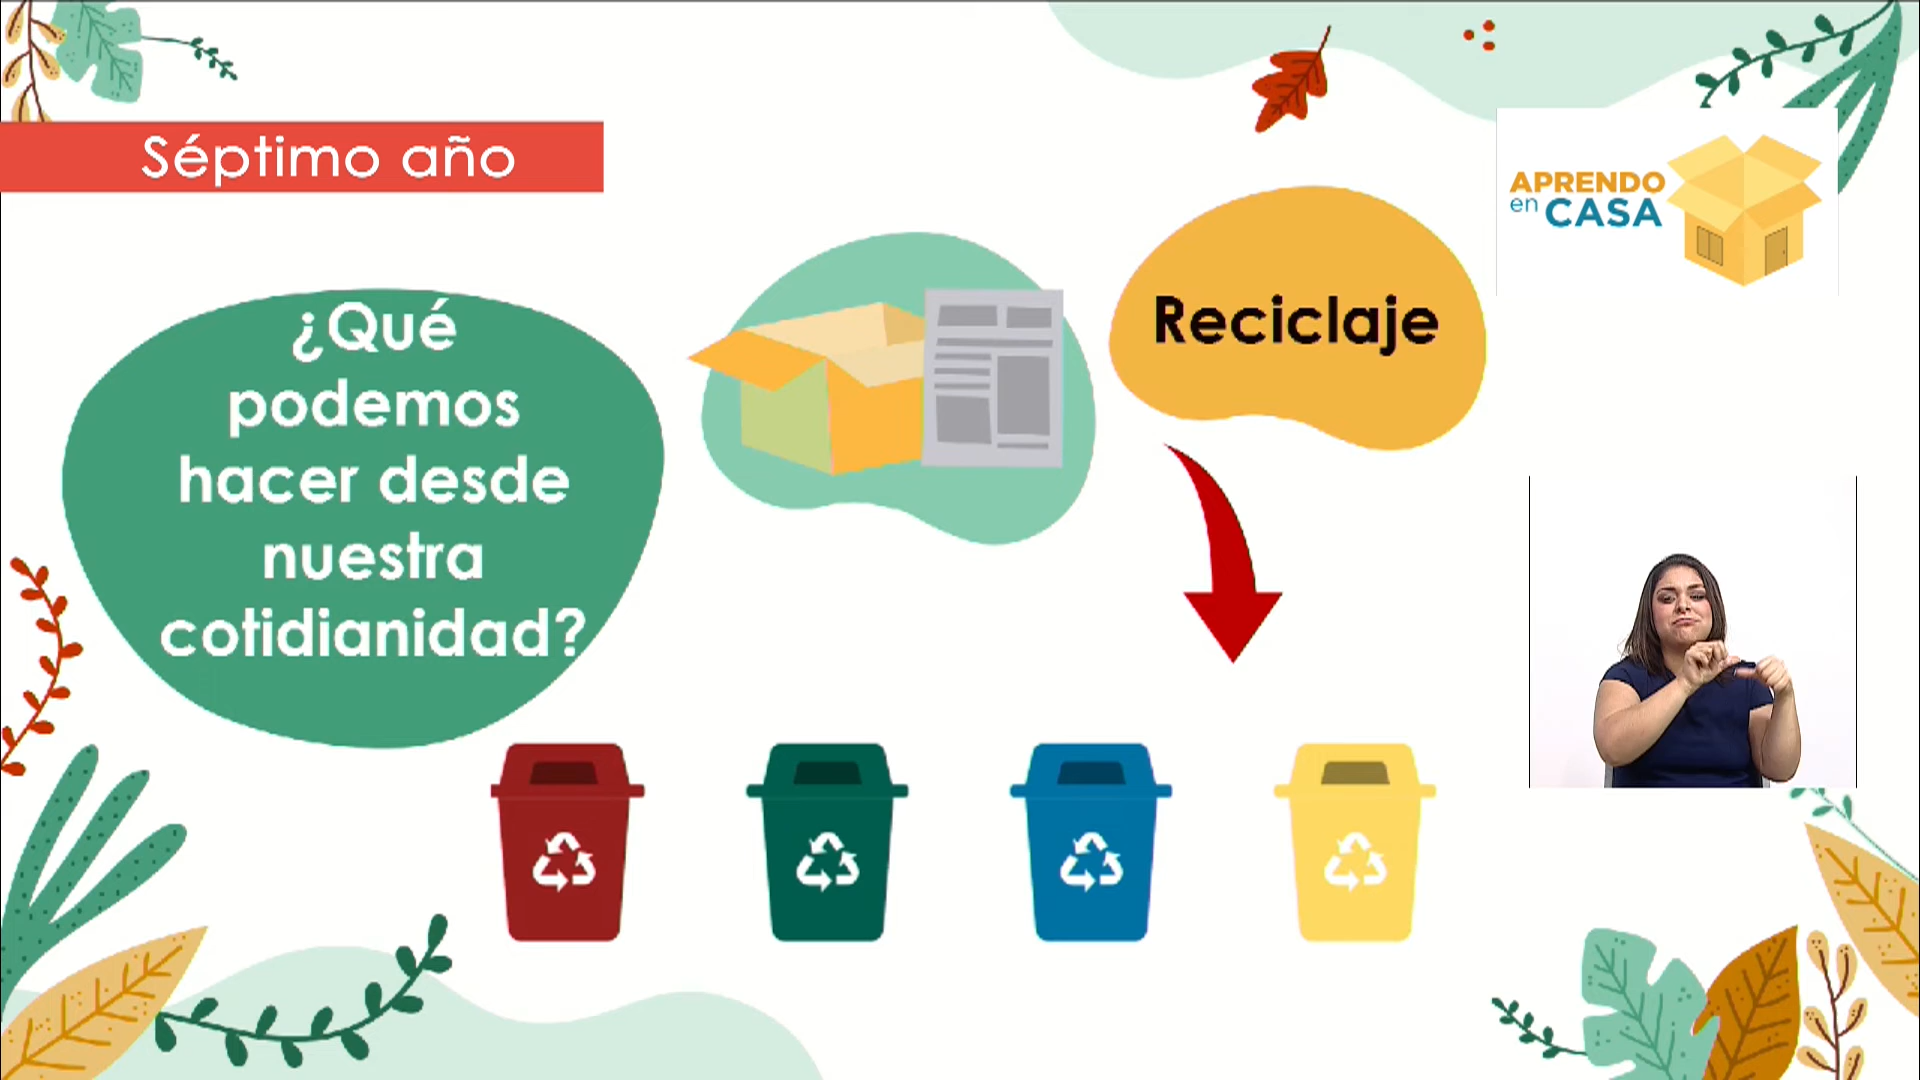 Séptimo año
APRENDO
en CASA
¿Qué
podemos
hacer desde
nuestra
cotidianidad?
Reciclaje